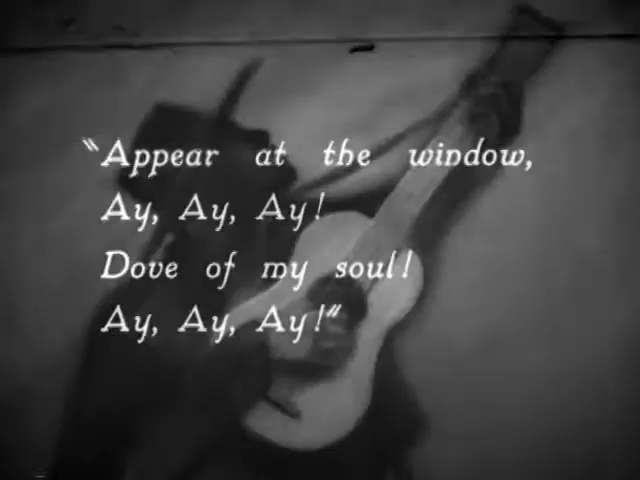 "Appear at the window,
Ay, Ay, Ay!
Dove of my soul!
Ay, Ay, Ay!"